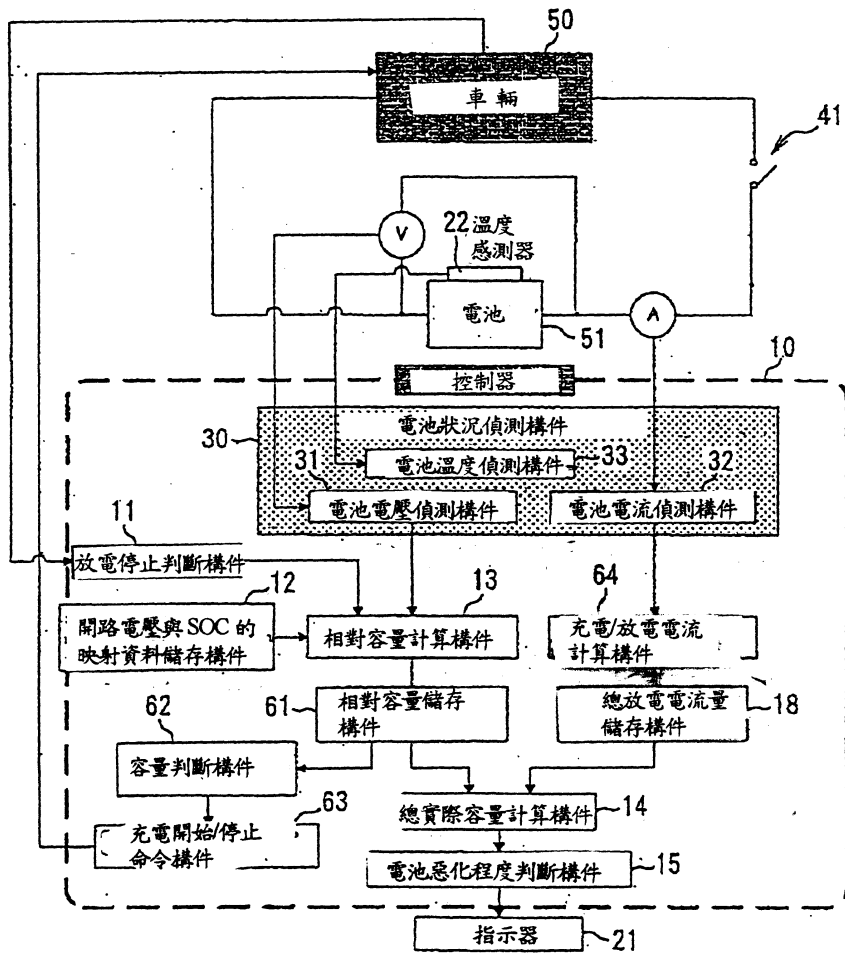 50
車輛
41
V
22 溫度
感測器
電池
51
A
10
控制器
30
電池狀況偵測構件
電池溫度偵測構件
33
31
32
電池電壓偵測構件
電池電流偵測構件
11
放電停止判斷構件
12
13
64
開路電壓與SOC的
映射資料儲存構件
相對容量計算構件
充電/放電電流
計算構件
61
相對容量儲存
構件
總放電電流量
儲存構件
18
62
容量判斷構件
63
總實際容量計算構件
14
充電開始/停止
命令構件
電池惡化程度判斷構件
15
指示器
21